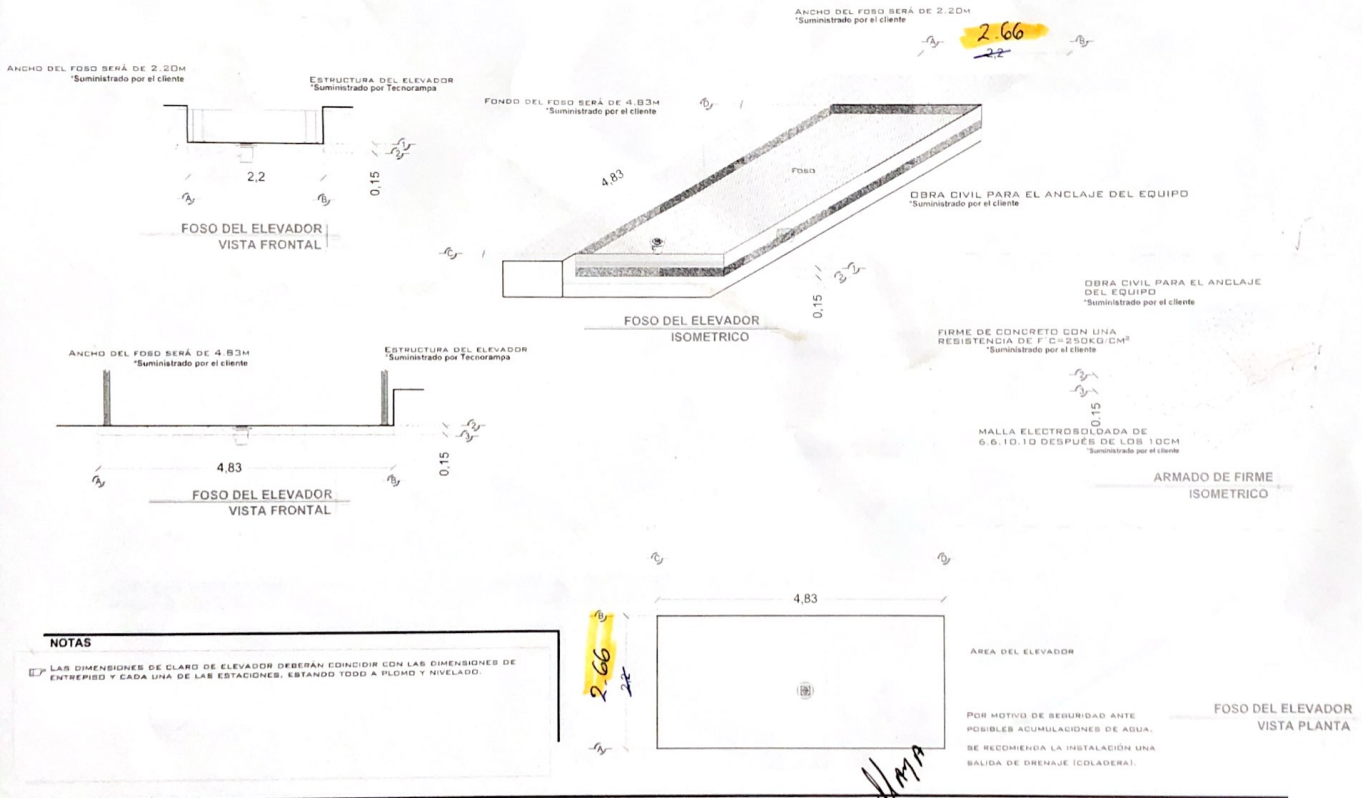 ANCHO DEL FOSO SERÁ DE 2.20M
*Suministrado por el cliente
A
2.66
2.2
B
ANCHO DEL FOSO SERÁ DE 2.20M
*Suministrado por el cliente
ESTRUCTURA DEL ELEVADOR
*Suministrado por Tecnorampa
2,2
0,15
A
B
FOSO DEL ELEVADOR
VISTA FRONTAL
FONDO DEL FOSO SERÁ DE 4.83M
*Suministrado por el cliente
D
4,83
FOSO
C
OBRA CIVIL PARA EL ANCLAJE DEL EQUIPO
*Suministrado por el cliente
0,15
FOSO DEL ELEVADOR
ISOMETRICO
OBRA CIVIL PARA EL ANCLAJE
DEL EQUIPO
*Suministrado por el cliente
FIRME DE CONCRETO CON UNA
RESISTENCIA DE F´C=250KG/CM²
*Suministrado por el cliente
0,15
MALLA ELECTROSOLDADA DE
6.6.10.10 DESPUÉS DE LOS 10CM
*Suministrado por el cliente
ARMADO DE FIRME
ISOMETRICO
ANCHO DEL FOSO SERÁ DE 4.83M
*Suministrado por el cliente
ESTRUCTURA DEL ELEVADOR
*Suministrado por Tecnorampa
4,83
0,15
A
B
FOSO DEL ELEVADOR
VISTA FRONTAL
NOTAS
LAS DIMENSIONES DE CLARO DE ELEVADOR DEBERÁN COINCIDIR CON LAS DIMENSIONES DE
ENTREPISO Y CADA UNA DE LAS ESTACIONES, ESTANDO TODO A PLOMO Y NIVELADO.
C
D
4,83
B
2.66
2.2
A
AREA DEL ELEVADOR
POR MOTIVO DE SEGURIDAD ANTE
POSIBLES ACUMULACIONES DE AGUA,
SE RECOMIENDA LA INSTALACIÓN UNA
SALIDA DE DRENAJE (COLADERA).
FOSO DEL ELEVADOR
VISTA PLANTA